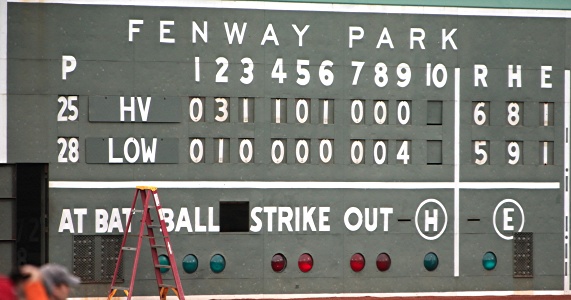 FENWAY PARK
P 1 2 3 4 5 6 7 8 9 10 R H E
25 HV 0 3 1 1 0 1 0 0 0 6 8 1
28 LOW 0 1 0 0 0 0 0 0 4 5 9 1
AT BAT BALL STRIKE OUT - H - E